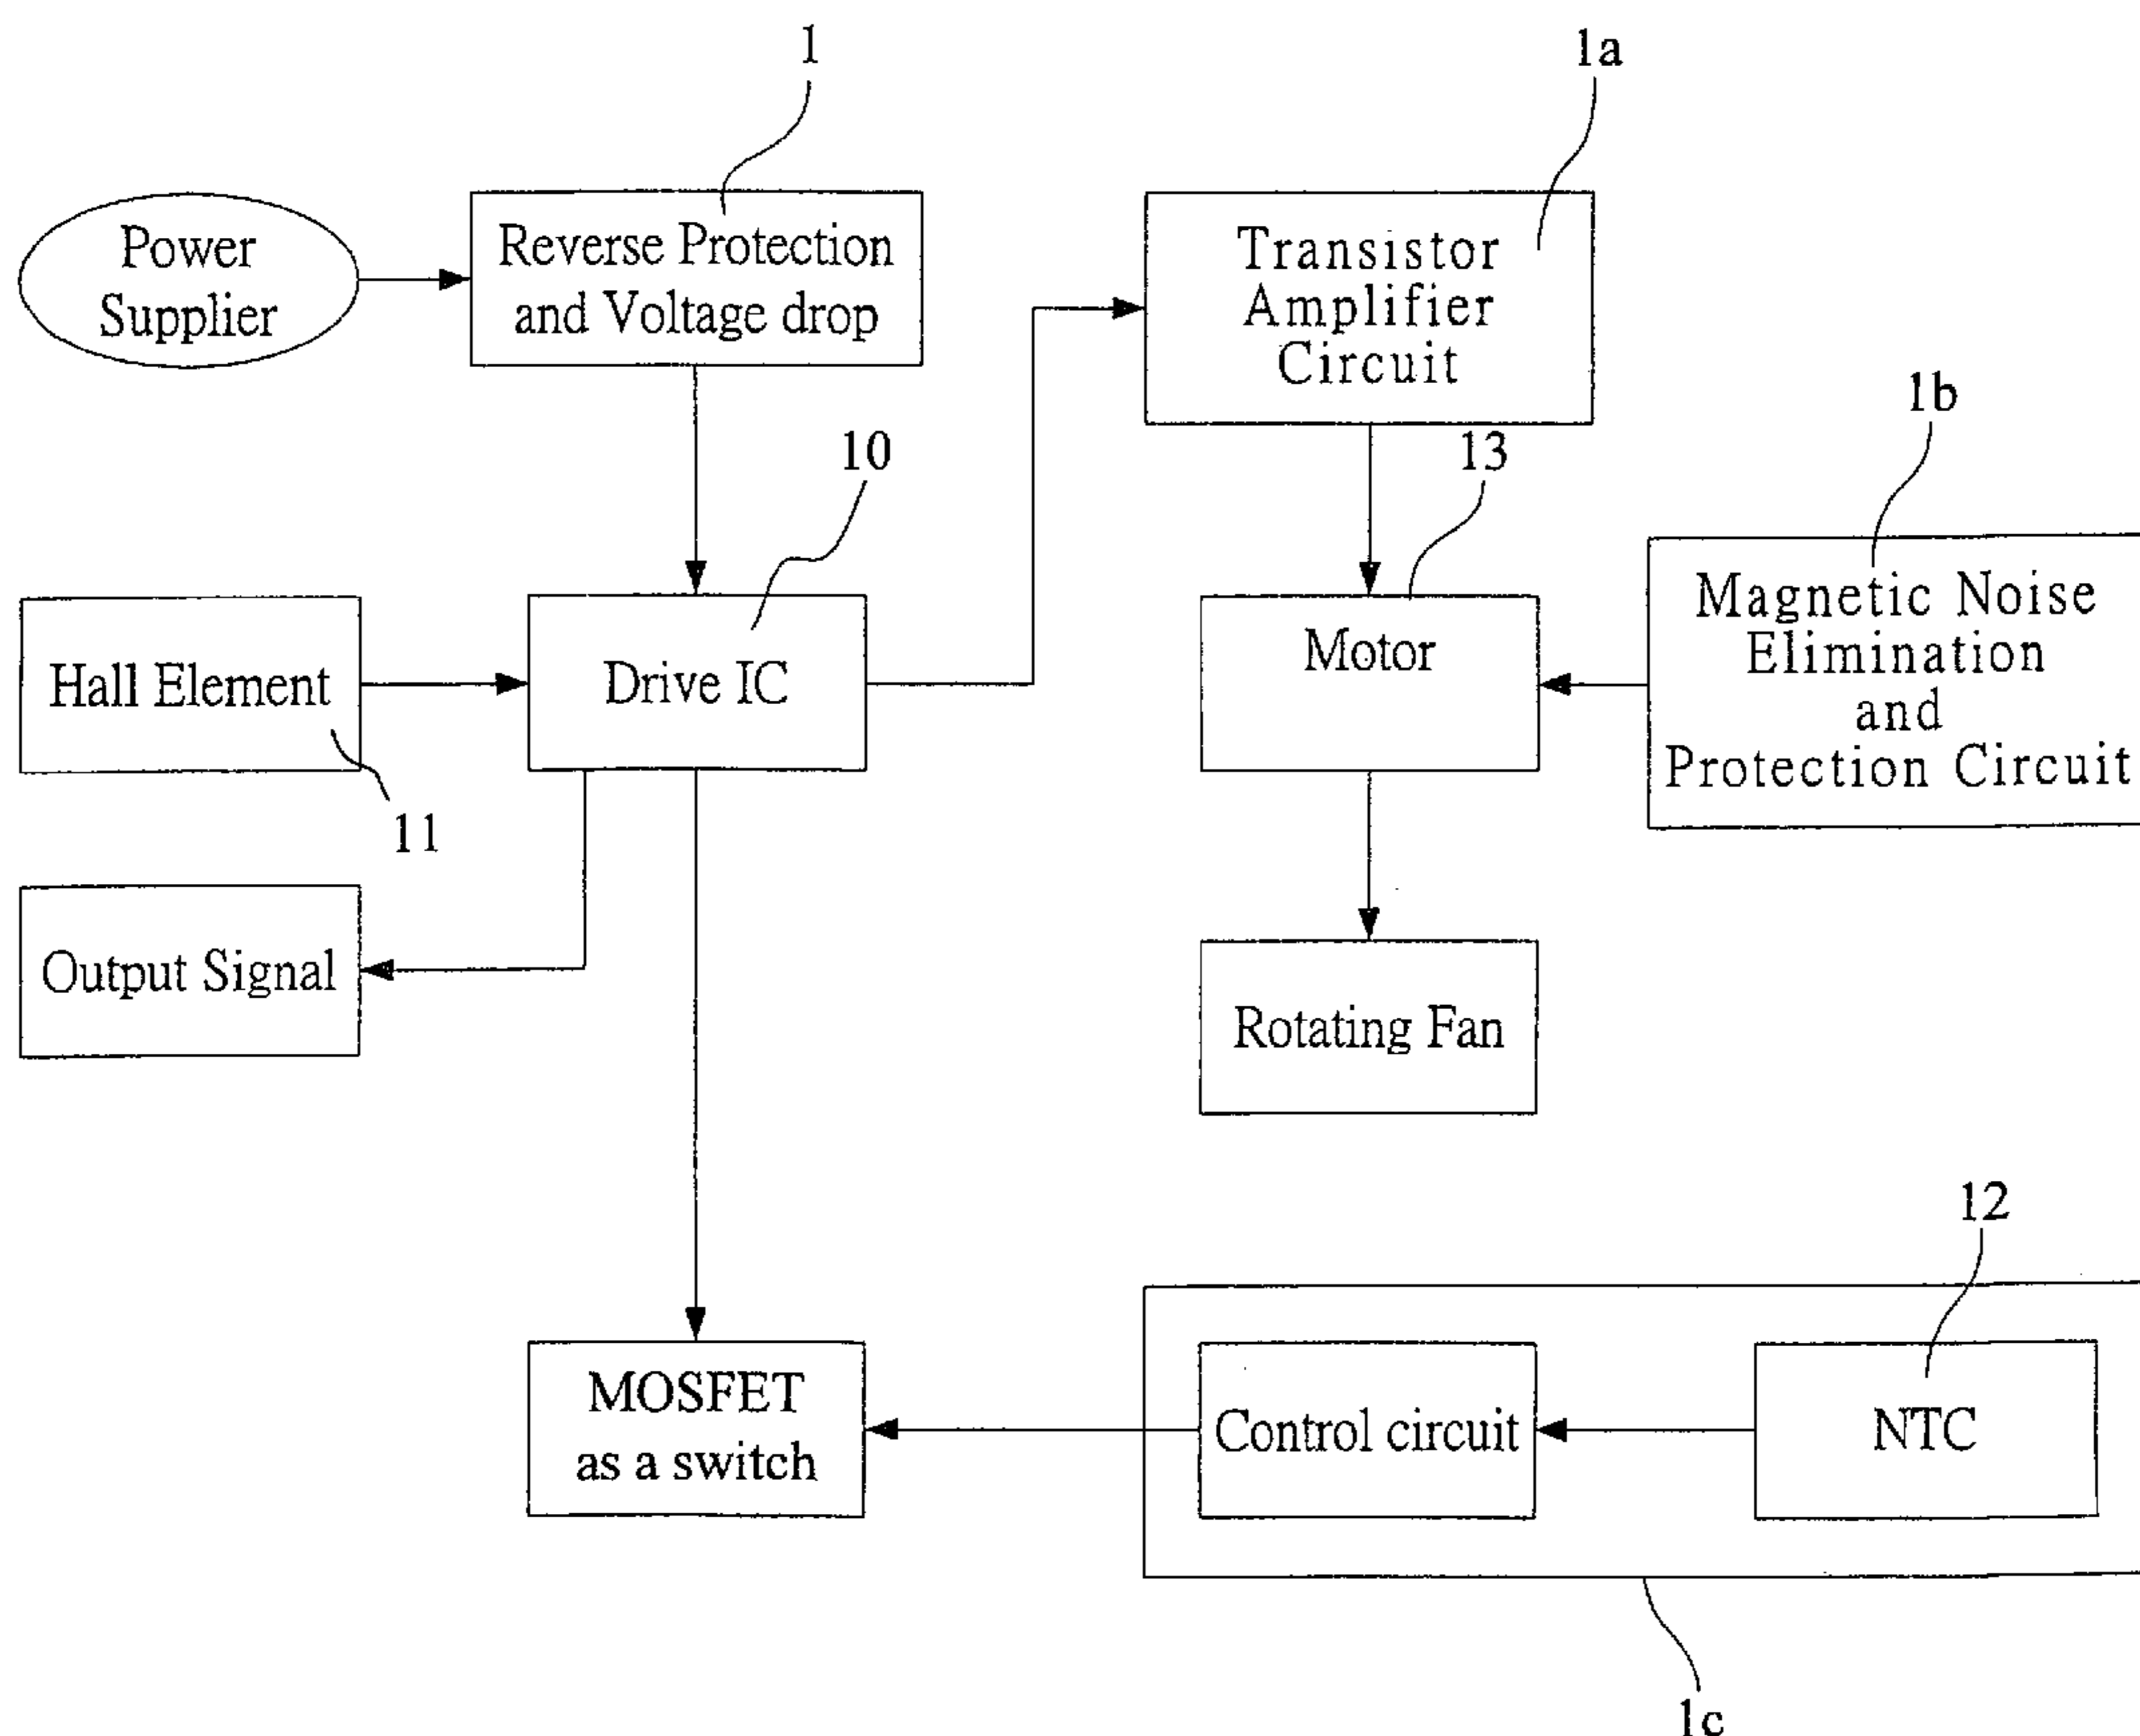 1
1a
Power
Supplier
Reverse Protection
and Voltage drop
Transistor
Amplifier
Circuit
1b
10
13
Hall Element
Drive IC
Motor
Magnetic Noise
Elimination
and
Protection Circuit
11
Output Signal
Rotating Fan
12
MOSFET
as a switch
Control circuit
NTC
1c